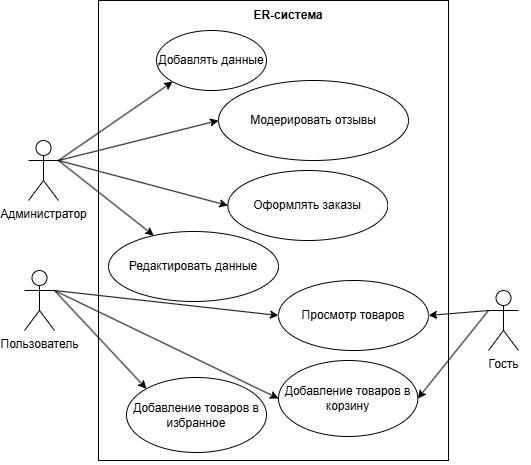 ER-система
Добавлять данные
Модерировать отзывы
Администратор
Оформлять заказы
Редактировать данные
Просмотр товаров
Пользователь
Гость
Добавление товаров в
корзину
Добавление товаров в
избранное